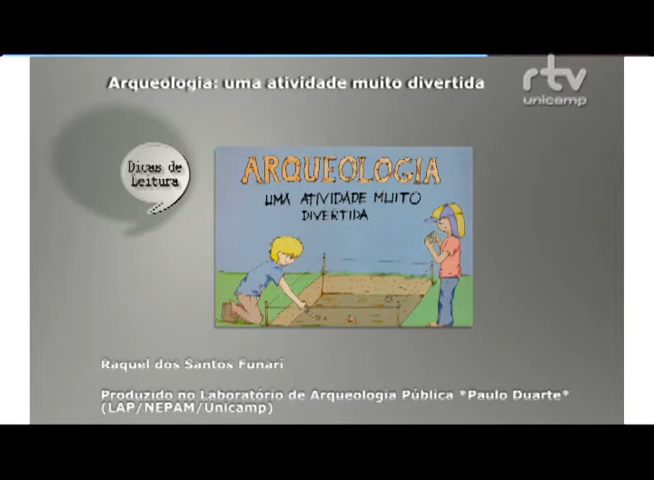 Arqueologia: uma atividade muito divertida
rtv
unicamp
Dicas de
Leitura
ARQUEOLOGIA
UMA ATIVIDADE MUITO
DIVERTIDA
Raquel dos Santos Funari
Produzido no Laboratório de Arqueologia Pública *Paulo Duarte*
(LAP/NEPAM/Unicamp)